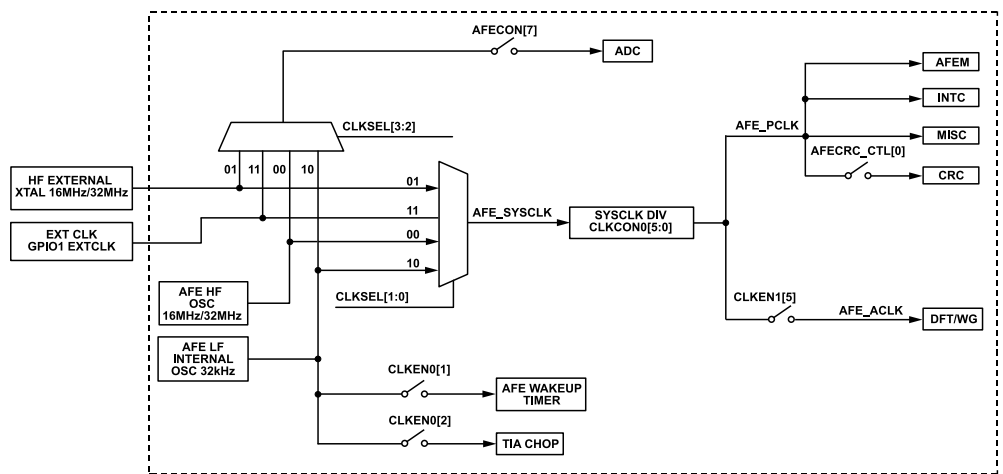 AFECON[7]
ADC
CLKSEL[3:2]
01
11
00
10
HF EXTERNAL
XTAL 16MHz/32MHz
EXT CLK
GPIO1 EXTCLK
AFE HF
OSC
16MHz/32MHz
AFE LF
INTERNAL
OSC 32kHz
01
11
00
10
CLKSEL[1:0]
AFE_SYSCLK
SYSCLK DIV
CLKCON0[5:0]
AFE_PCLK
AFEM
INTC
MISC
AFECRC_CTL[0]
CRC
CLKEN1[5]
AFE_ACLK
DFT/WG
CLKEN0[1]
AFE WAKEUP
TIMER
CLKEN0[2]
TIA CHOP